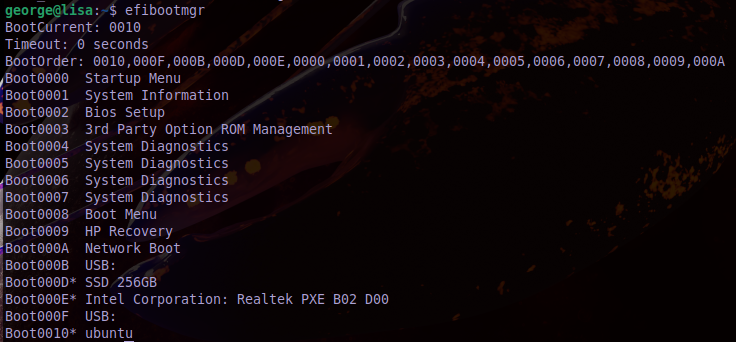 george@lisa:~$ efibootmgr
BootCurrent: 0010
Timeout: 0 seconds
BootOrder: 0010,000F,000B,000D,000E,0000,0001,0002,0003,0004,0005,0006,0007,0008,0009,000A
Boot0000  Startup Menu
Boot0001  System Information
Boot0002  Bios Setup
Boot0003  3rd Party Option ROM Management
Boot0004  System Diagnostics
Boot0005  System Diagnostics
Boot0006  System Diagnostics
Boot0007  System Diagnostics
Boot0008  Boot Menu
Boot0009  HP Recovery
Boot000A  Network Boot
Boot000B  USB:
Boot000D* SSD 256GB
Boot000E* Intel Corporation: Realtek PXE B02 D00
Boot000F  USB:
Boot0010* ubuntu